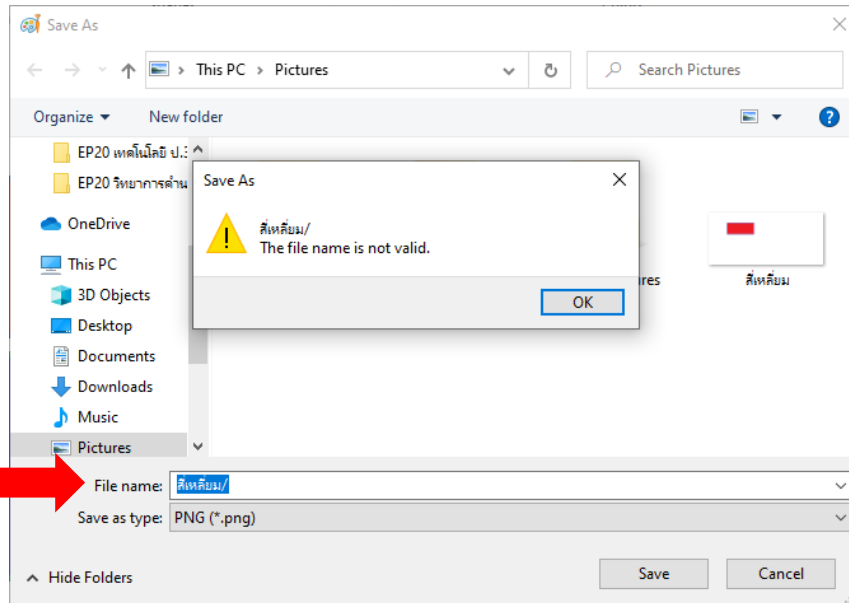 Save As
This PC > Pictures
Search Pictures
Organize
New folder
EP20 เทคโนโลยี ป.3
EP20 วิทยาการคำน
OneDrive
This PC
3D Objects
Desktop
Documents
Downloads
Music
Pictures
Save As
สี่เหลี่ยม/
The file name is not valid.
OK
ures
สี่เหลี่ยม
File name: สี่เหลี่ยม/
Save as type: PNG (*.png)
Hide Folders
Save
Cancel